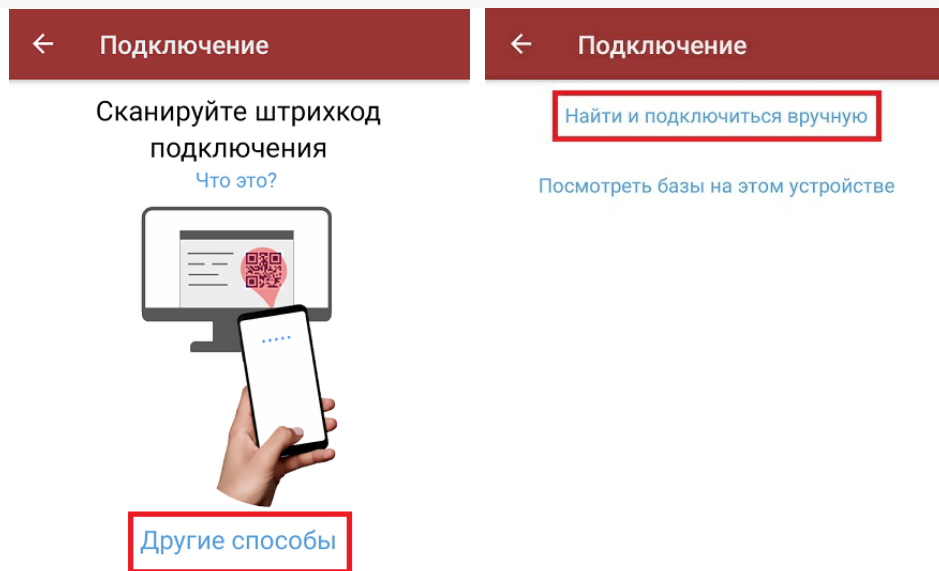 Подключение
Сканируйте штрихкод
подключения
Что это?
Другие способы
Подключение
Найти и подключиться вручную
Посмотреть базы на этом устройстве